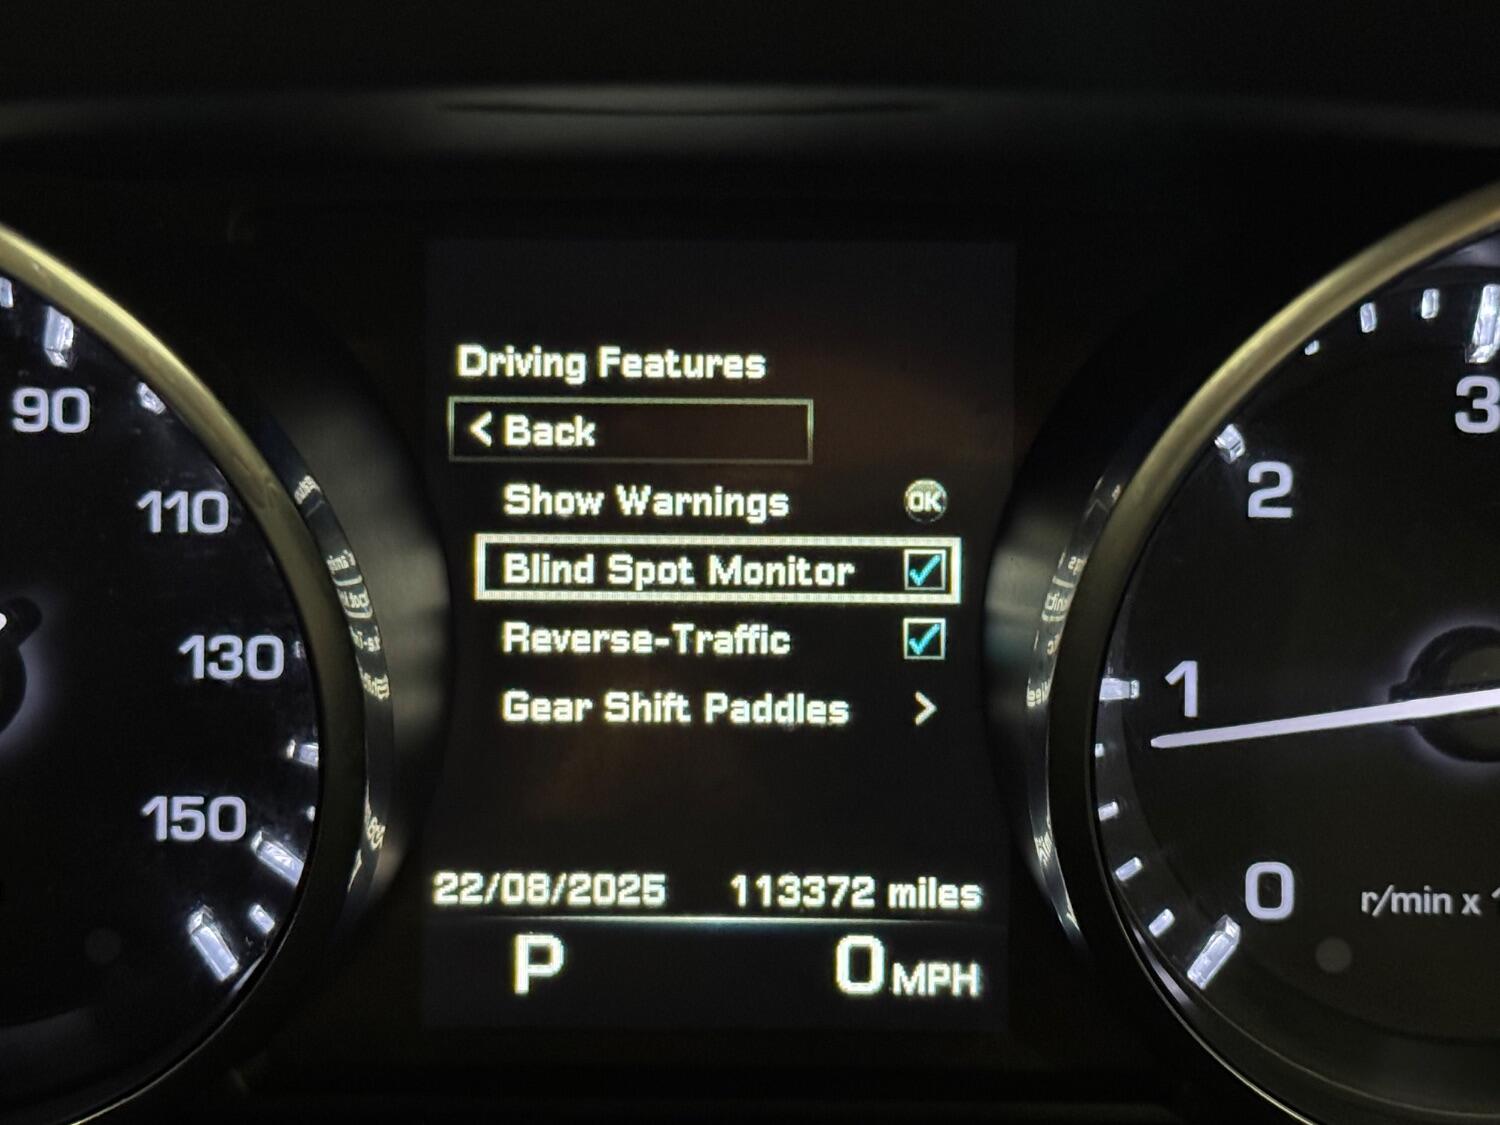 Driving Features
< Back
Show Warnings OK
Blind Spot Monitor
Reverse-Traffic
Gear Shift Paddles >
22/08/2025 113372 miles
P 0 MPH
90
110
130
150
3
2
1
0
r/min x